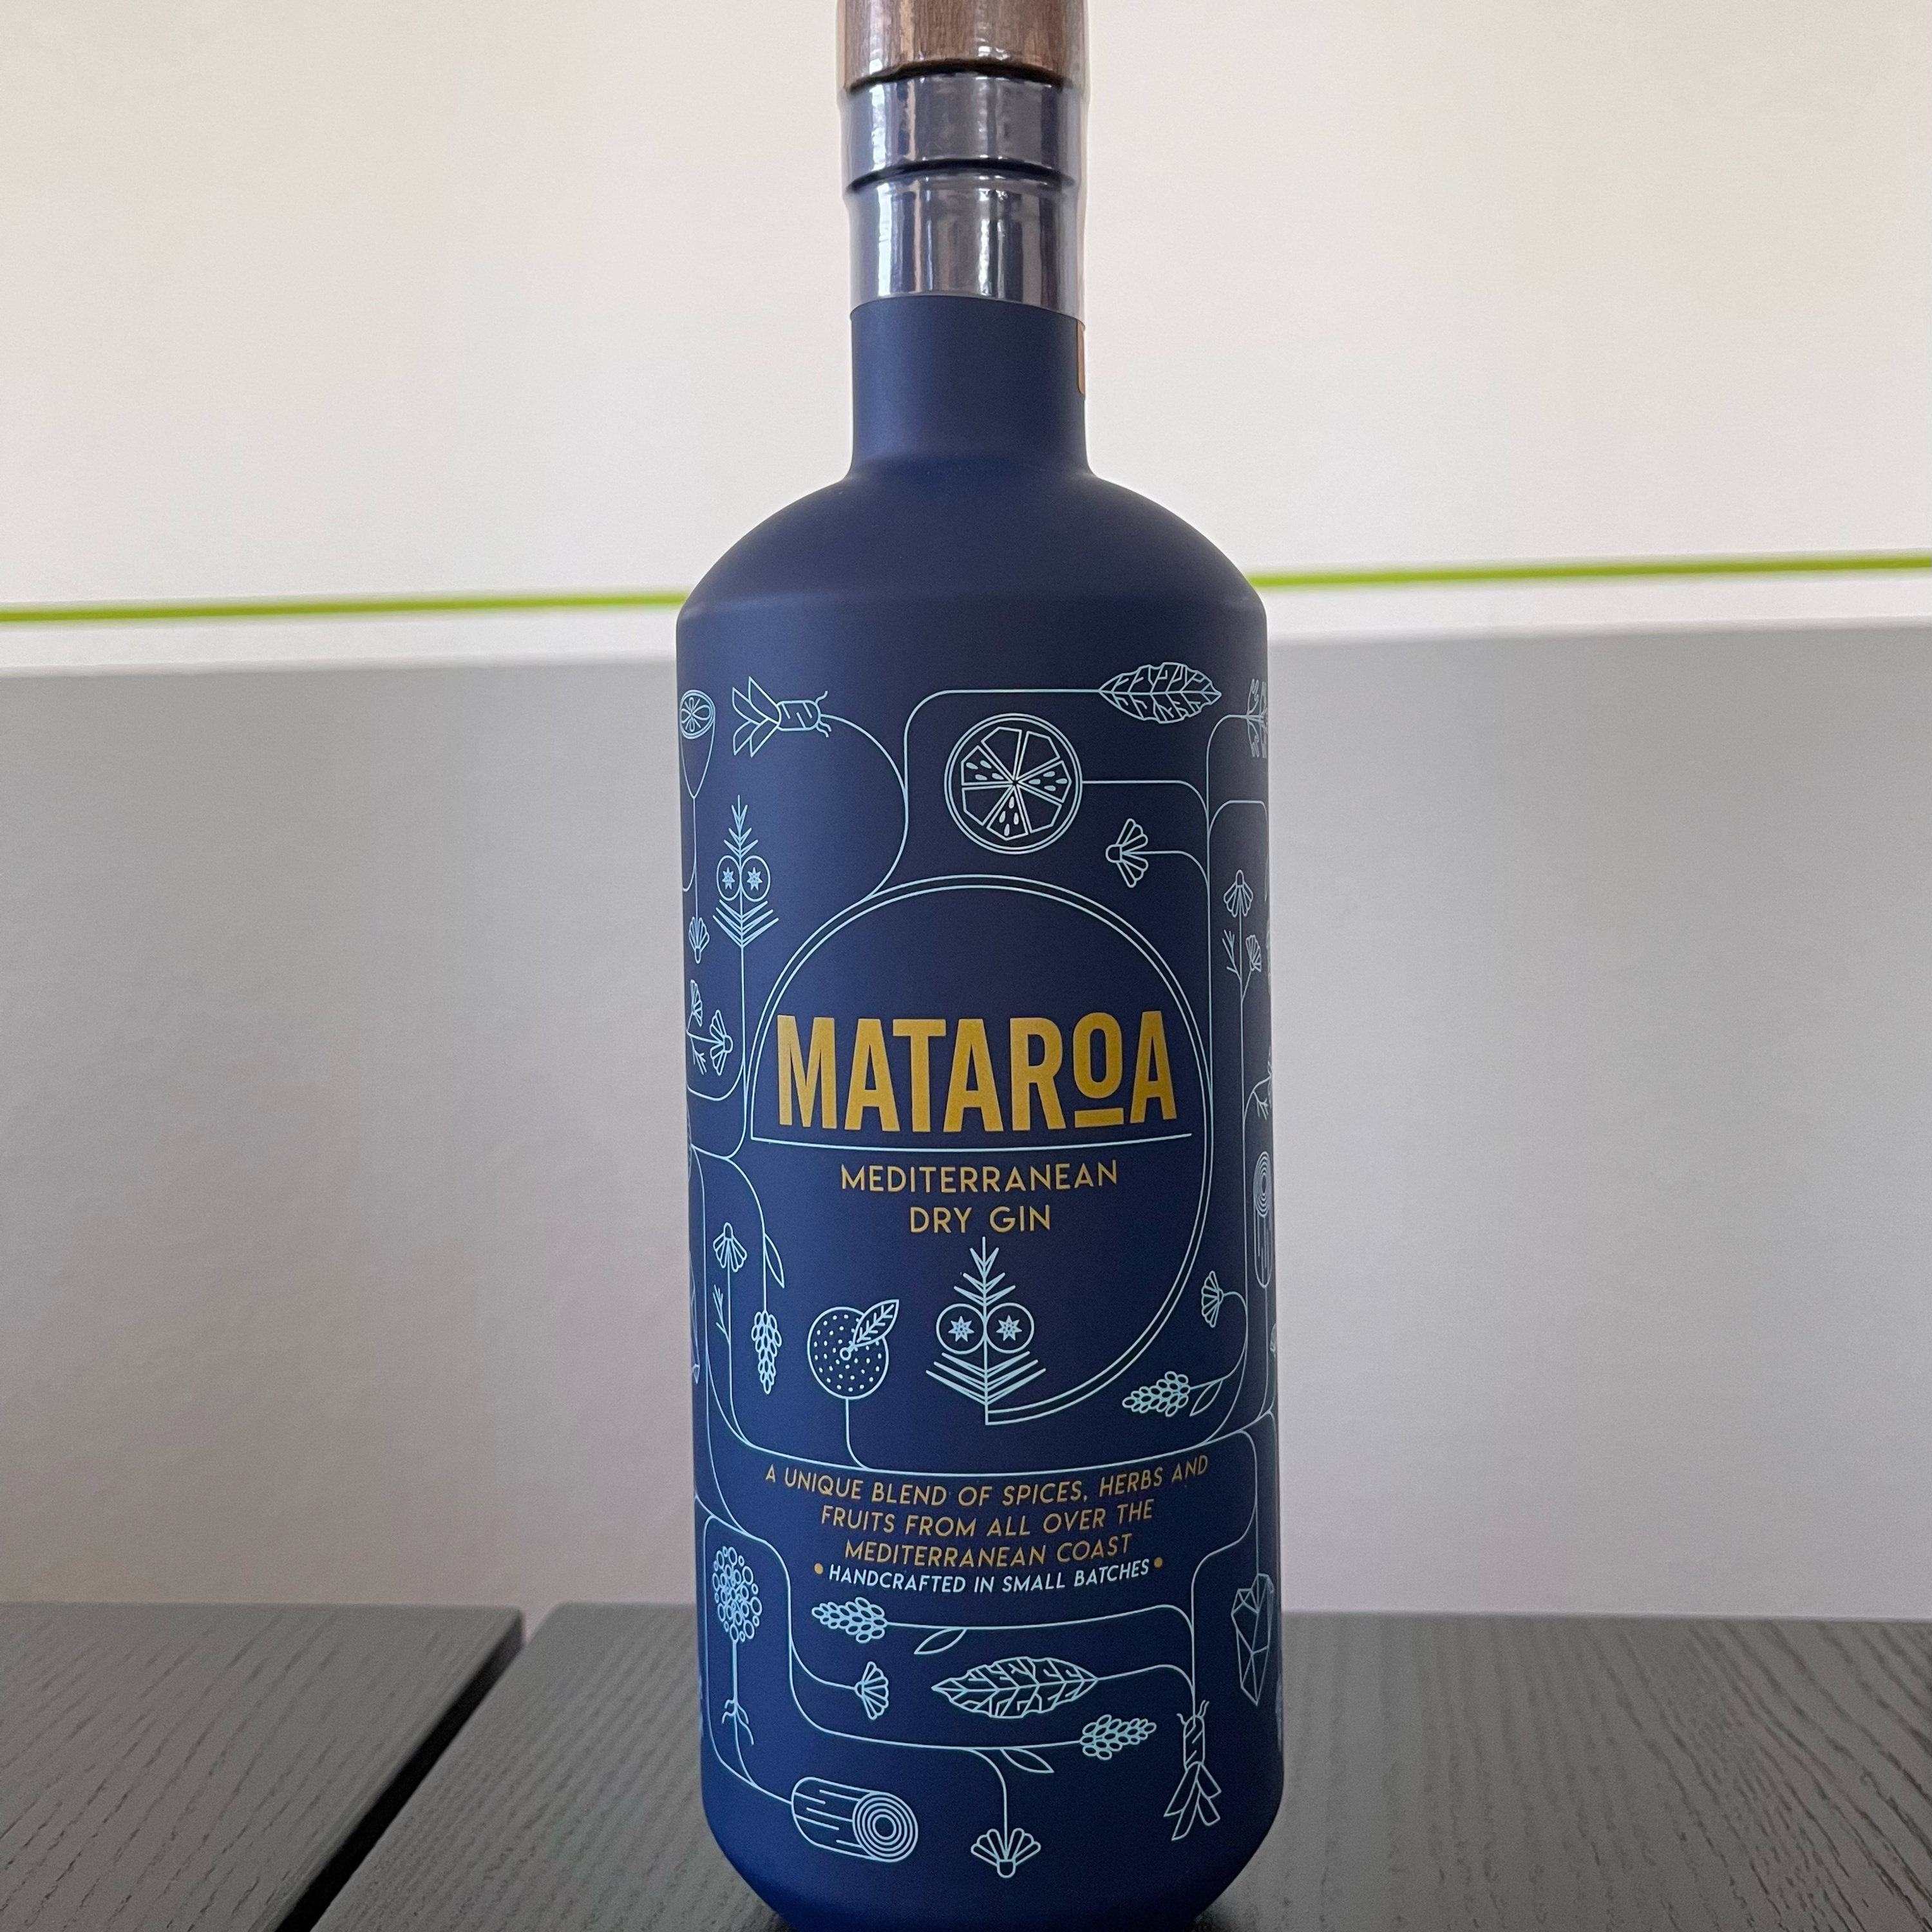 MATAROA
MEDITERRANEAN
DRY GIN
A UNIQUE BLEND OF SPICES, HERBS AND
FRUITS FROM ALL OVER THE
MEDITERRANEAN COAST
• HANDCRAFTED IN SMALL BATCHES •